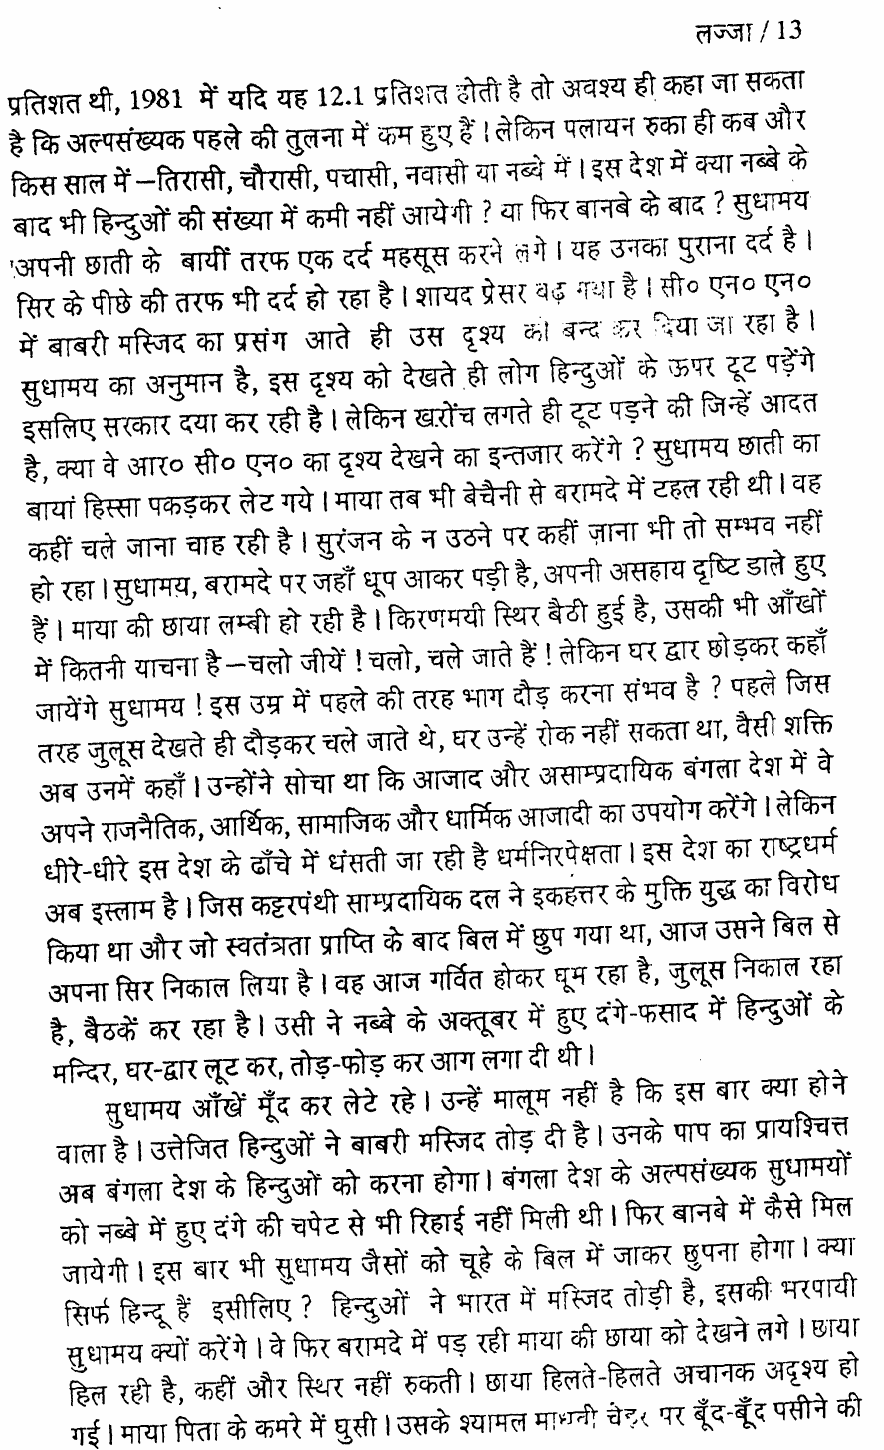 लज्जा / 13
प्रतिशत थी, 1981 में यदि यह 12.1 प्रतिशत होती है तो अवश्य ही कहा जा सकता
है कि अल्पसंख्यक पहले की तुलना में कम हुए हैं। लेकिन पलायन रुका ही कब और
किस साल में—तिरासी, चौरासी, पचासी, नवासी या नब्बे में। इस देश में क्या नब्बे के
बाद भी हिन्दुओं की संख्या में कमी नहीं आयेगी ? या फिर बानबे के बाद ? सुधामय
अपनी छाती के बायीं तरफ एक दर्द महसूस करने लगे। यह उनका पुराना दर्द है।
सिर के पीछे की तरफ भी दर्द हो रहा है। शायद प्रेसर बढ़ गया है। सी० एन० एन०
में बाबरी मस्जिद का प्रसंग आते ही उस दृश्य को बन्द कर दिया जा रहा है।
सुधामय का अनुमान है, इस दृश्य को देखते ही लोग हिन्दुओं के ऊपर टूट पड़ेंगे
इसलिए सरकार दया कर रही है। लेकिन खरोंच लगते ही टूट पड़ने की जिन्हें आदत
है, क्या वे आर० सी० एन० का दृश्य देखने का इन्तजार करेंगे ? सुधामय छाती का
बायां हिस्सा पकड़कर लेट गये। माया तब भी बेचैनी से बरामदे में टहल रही थी। वह
कहीं चले जाना चाह रही है। सुरंजन के न उठने पर कहीं ज़ाना भी तो सम्भव नहीं
हो रहा। सुधामय, बरामदे पर जहाँ धूप आकर पड़ी है, अपनी असहाय दृष्टि डाले हुए
हैं। माया की छाया लम्बी हो रही है। किरणमयी स्थिर बैठी हुई है, उसकी भी आँखों
में कितनी याचना है—चलो जीयें ! चलो, चले जाते हैं ! लेकिन घर द्वार छोड़कर कहाँ
जायेंगे सुधामय ! इस उम्र में पहले की तरह भाग दौड़ करना संभव है ? पहले जिस
तरह जुलूस देखते ही दौड़कर चले जाते थे, घर उन्हें रोक नहीं सकता था, वैसी शक्ति
अब उनमें कहाँ। उन्होंने सोचा था कि आजाद और असाम्प्रदायिक बंगला देश में वे
अपने राजनैतिक, आर्थिक, सामाजिक और धार्मिक आजादी का उपयोग करेंगे। लेकिन
धीरे-धीरे इस देश के ढाँचे में धंसती जा रही है धर्मनिरपेक्षता। इस देश का राष्ट्रधर्म
अब इस्लाम है। जिस कट्टरपंथी साम्प्रदायिक दल ने इकहत्तर के मुक्ति युद्ध का विरोध
किया था और जो स्वतंत्रता प्राप्ति के बाद बिल में छुप गया था, आज उसने बिल से
अपना सिर निकाल लिया है। वह आज गर्वित होकर घूम रहा है, जुलूस निकाल रहा
है, बैठकें कर रहा है। उसी ने नब्बे के अक्तूबर में हुए दंगे-फसाद में हिन्दुओं के
मन्दिर, घर-द्वार लूट कर, तोड़-फोड़ कर आग लगा दी थी।
सुधामय आँखें मूँद कर लेटे रहे। उन्हें मालूम नहीं है कि इस बार क्या होने
वाला है। उत्तेजित हिन्दुओं ने बाबरी मस्जिद तोड़ दी है। उनके पाप का प्रायश्चित्त
अब बंगला देश के हिन्दुओं को करना होगा। बंगला देश के अल्पसंख्यक सुधामयों
को नब्बे में हुए दंगे की चपेट से भी रिहाई नहीं मिली थी। फिर बानबे में कैसे मिल
जायेगी। इस बार भी सुधामय जैसों को चूहे के बिल में जाकर छुपना होगा। क्या
सिर्फ हिन्दू हैं इसीलिए ? हिन्दुओं ने भारत में मस्जिद तोड़ी है, इसकी भरपायी
सुधामय क्यों करेंगे। वे फिर बरामदे में पड़ रही माया की छाया को देखने लगे। छाया
हिल रही है, कहीं और स्थिर नहीं रुकती। छाया हिलते-हिलते अचानक अदृश्य हो
गई। माया पिता के कमरे में घुसी। उसके श्यामल चेहरे पर बूँद-बूँद पसीने की